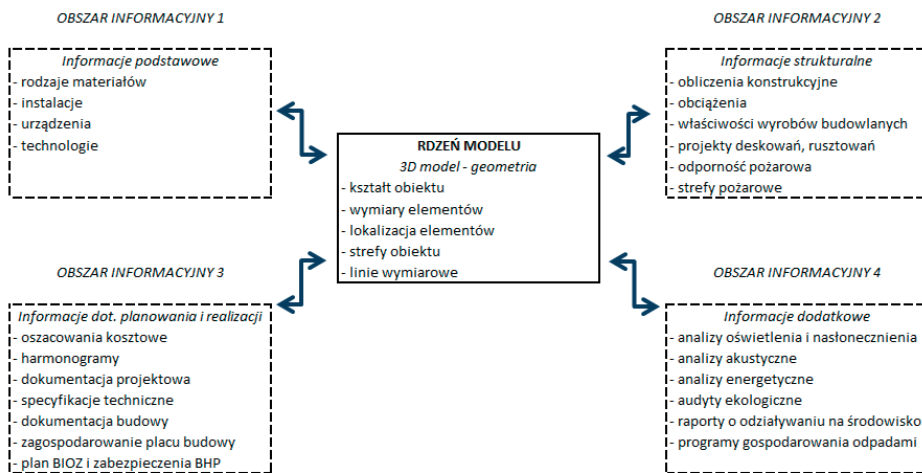 OBSZAR INFORMACYJNY 1
Informacje podstawowe
- rodzaje materiałów
- instalacje
- urządzenia
- technologie
OBSZAR INFORMACYJNY 2
Informacje strukturalne
- obliczenia konstrukcyjne
- obciążenia
- właściwości wyrobów budowlanych
- projekty deskowań, rusztowań
- odporność pożarowa
- strefy pożarowe
RDZEŃ MODELU
3D model - geometria
- kształt obiektu
- wymiary elementów
- lokalizacja elementów
- strefy obiektu
- linie wymiarowe
OBSZAR INFORMACYJNY 3
Informacje dot. planowania i realizacji
- oszacowania kosztowe
- harmonogramy
- dokumentacja projektowa
- specyfikacje techniczne
- dokumentacja budowy
- zagospodarowanie placu budowy
- plan BIOZ i zabezpieczenia BHP
OBSZAR INFORMACYJNY 4
Informacje dodatkowe
- analizy oświetlenia i nasłonecznienia
- analizy akustyczne
- analizy energetyczne
- audyty ekologiczne
- raporty o odziaływaniu na środowisko
- programy gospodarowania odpadami